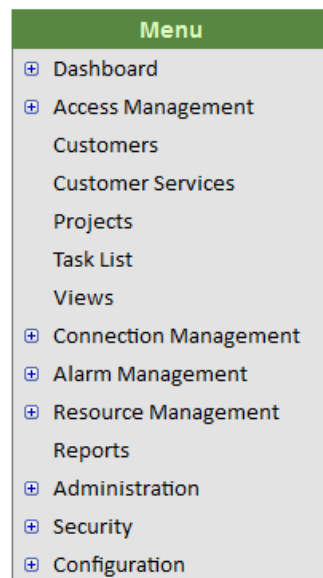 Menu
Dashboard
Access Management
Customers
Customer Services
Projects
Task List
Views
Connection Management
Alarm Management
Resource Management
Reports
Administration
Security
Configuration